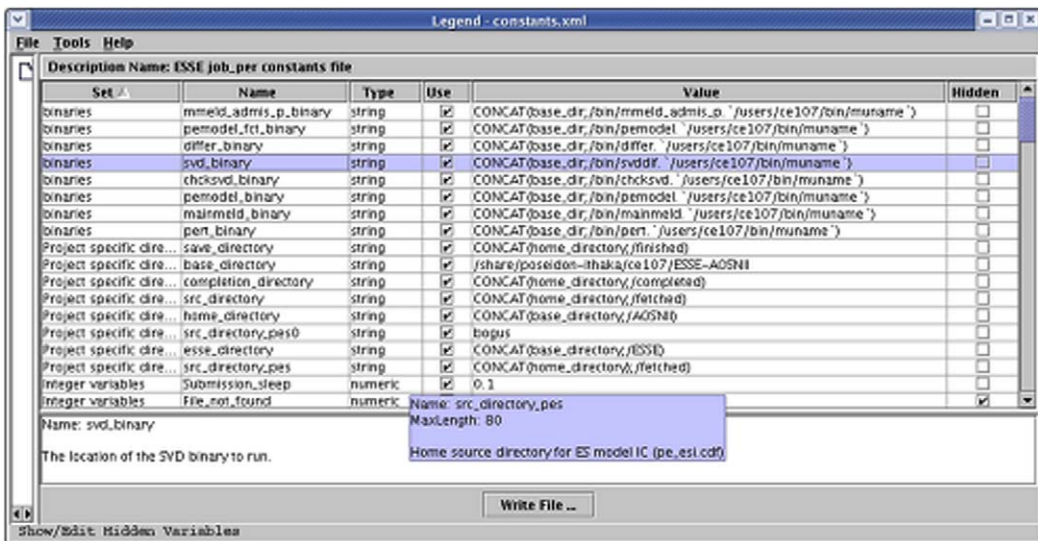 Legend - constants.xml
File Tools Help
Description Name: ESSE job_per constants file
Set Name Type Use Value Hidden
binaries mmeld_admis_p_binary string CONCAT(base_dir;/bin/mmeld_admis_p.`/users/ce107/bin/muname`)
binaries pemodel_fct_binary string CONCAT(base_dir;/bin/pemodel.`/users/ce107/bin/muname`)
binaries differ_binary string CONCAT(base_dir;/bin/differ.`/users/ce107/bin/muname`)
binaries svd_binary string CONCAT(base_dir;/bin/svddif.`/users/ce107/bin/muname`)
binaries chcksvd_binary string CONCAT(base_dir;/bin/chcksvd.`/users/ce107/bin/muname`)
binaries pemodel_binary string CONCAT(base_dir;/bin/pemodel.`/users/ce107/bin/muname`)
binaries mainmeld_binary string CONCAT(base_dir;/bin/mainmeld.`/users/ce107/bin/muname`)
binaries pert_binary string CONCAT(base_dir;/bin/pert.`/users/ce107/bin/muname`)
Project specific dire... save_directory string CONCAT(home_directory;/finished)
Project specific dire... base_directory string /share/poseidon-ithaka/ce107/ESSE-AOSNII
Project specific dire... completion_directory string CONCAT(home_directory;/completed)
Project specific dire... src_directory string CONCAT(home_directory;/fetched)
Project specific dire... home_directory string CONCAT(base_directory;/AOSNII)
Project specific dire... src_directory_pes0 string bogus
Project specific dire... esse_directory string CONCAT(base_directory;/ESSE)
Project specific dire... src_directory_pes string CONCAT(home_directory);/fetched)
Integer variables Submission_sleep numeric 0.1
Integer variables File_not_found numeric
Name: src_directory_pes
MaxLength: 80
Home source directory for ES model IC (pe_esi.cdf)
Name: svd_binary
The location of the SVD binary to run.
Write File ...
Show/Edit Hidden Variables